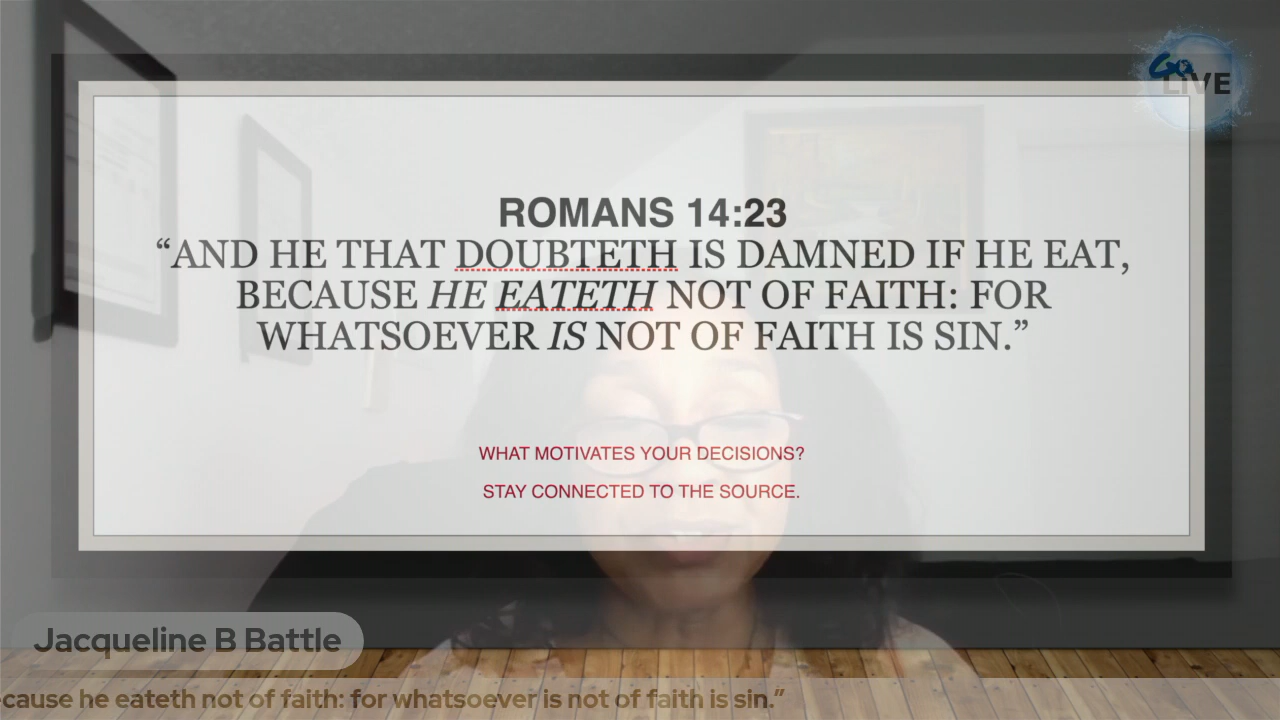 Go
LIVE
ROMANS 14:23
“AND HE THAT DOUBTETH IS DAMNED IF HE EAT,
BECAUSE HE EATETH NOT OF FAITH: FOR
WHATSOEVER IS NOT OF FAITH IS SIN.”
WHAT MOTIVATES YOUR DECISIONS?
STAY CONNECTED TO THE SOURCE.
Jacqueline B Battle
cause he eateth not of faith: for whatsoever is not of faith is sin.”